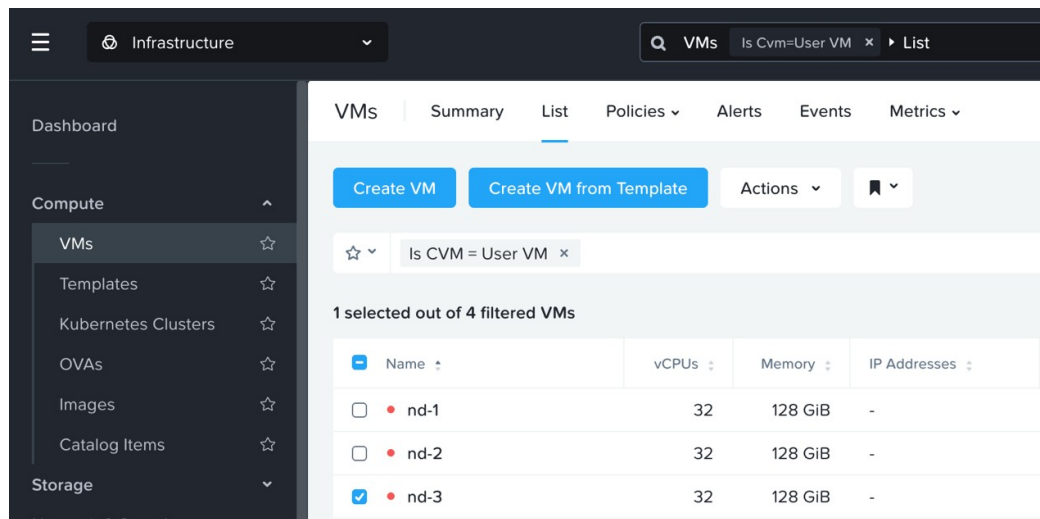 Infrastructure
VMs Is Cvm=User VM × List
Dashboard
VMs Summary List Policies Alerts Events Metrics
Create VM Create VM from Template Actions
Compute
VMs
Is CVM = User VM ×
Templates
1 selected out of 4 filtered VMs
Kubernetes Clusters
OVAs
Name vCPUs Memory IP Addresses
Images
nd-1 32 128 GiB -
Catalog Items
nd-2 32 128 GiB -
Storage
nd-3 32 128 GiB -